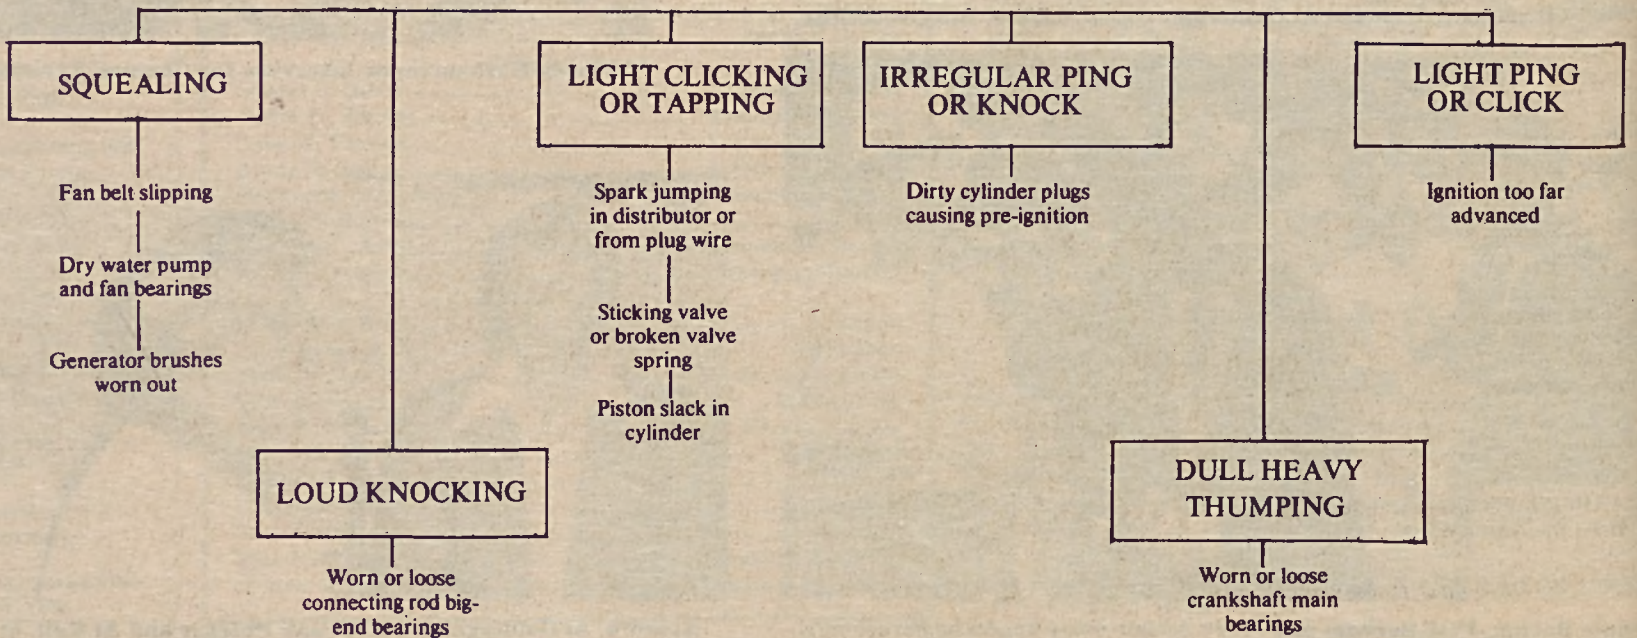 SQUEALING
Fan belt slipping
Dry water pump
and fan bearings
Generator brushes
worn out
LOUD KNOCKING
Worn or loose
connecting rod big-
end bearings
LIGHT CLICKING
OR TAPPING
Spark jumping
in distributor or
from plug wire
Sticking valve
or broken valve
spring
Piston slack in
cylinder
IRREGULAR PING
OR KNOCK
Dirty cylinder plugs
causing pre-ignition
DULL HEAVY
THUMPING
Worn or loose
crankshaft main
bearings
LIGHT PING
OR CLICK
Ignition too far
advanced